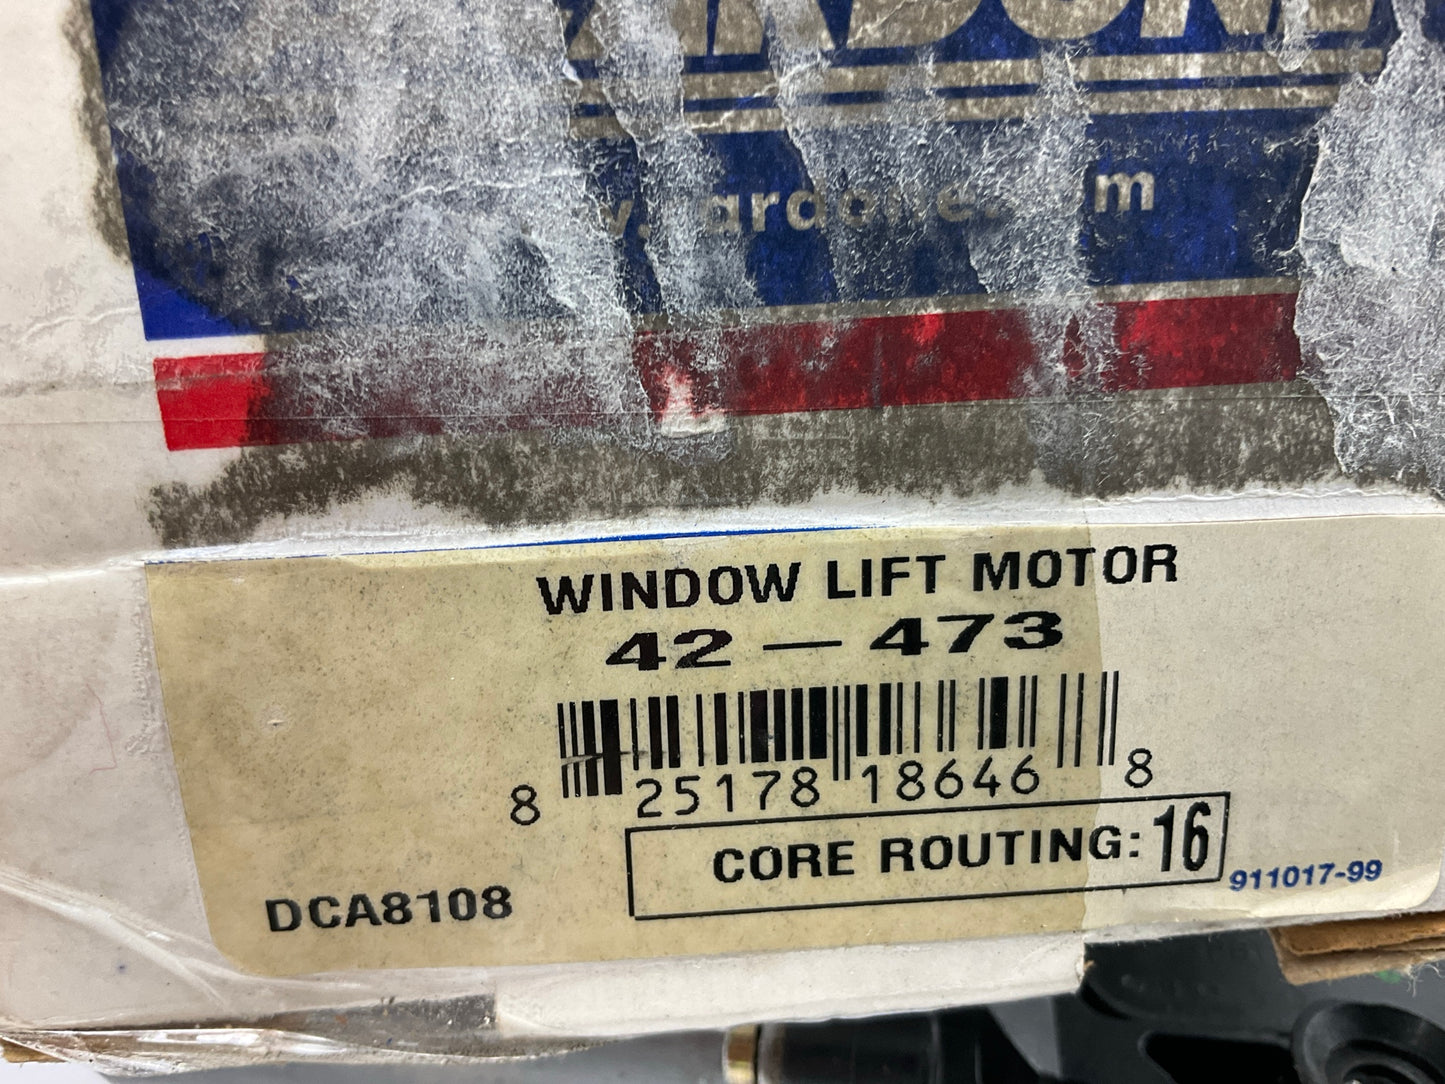 WINDOW LIFT MOTOR
42-473
8 25178 18646 8
CORE ROUTING: 16
DCA8108
911017-99